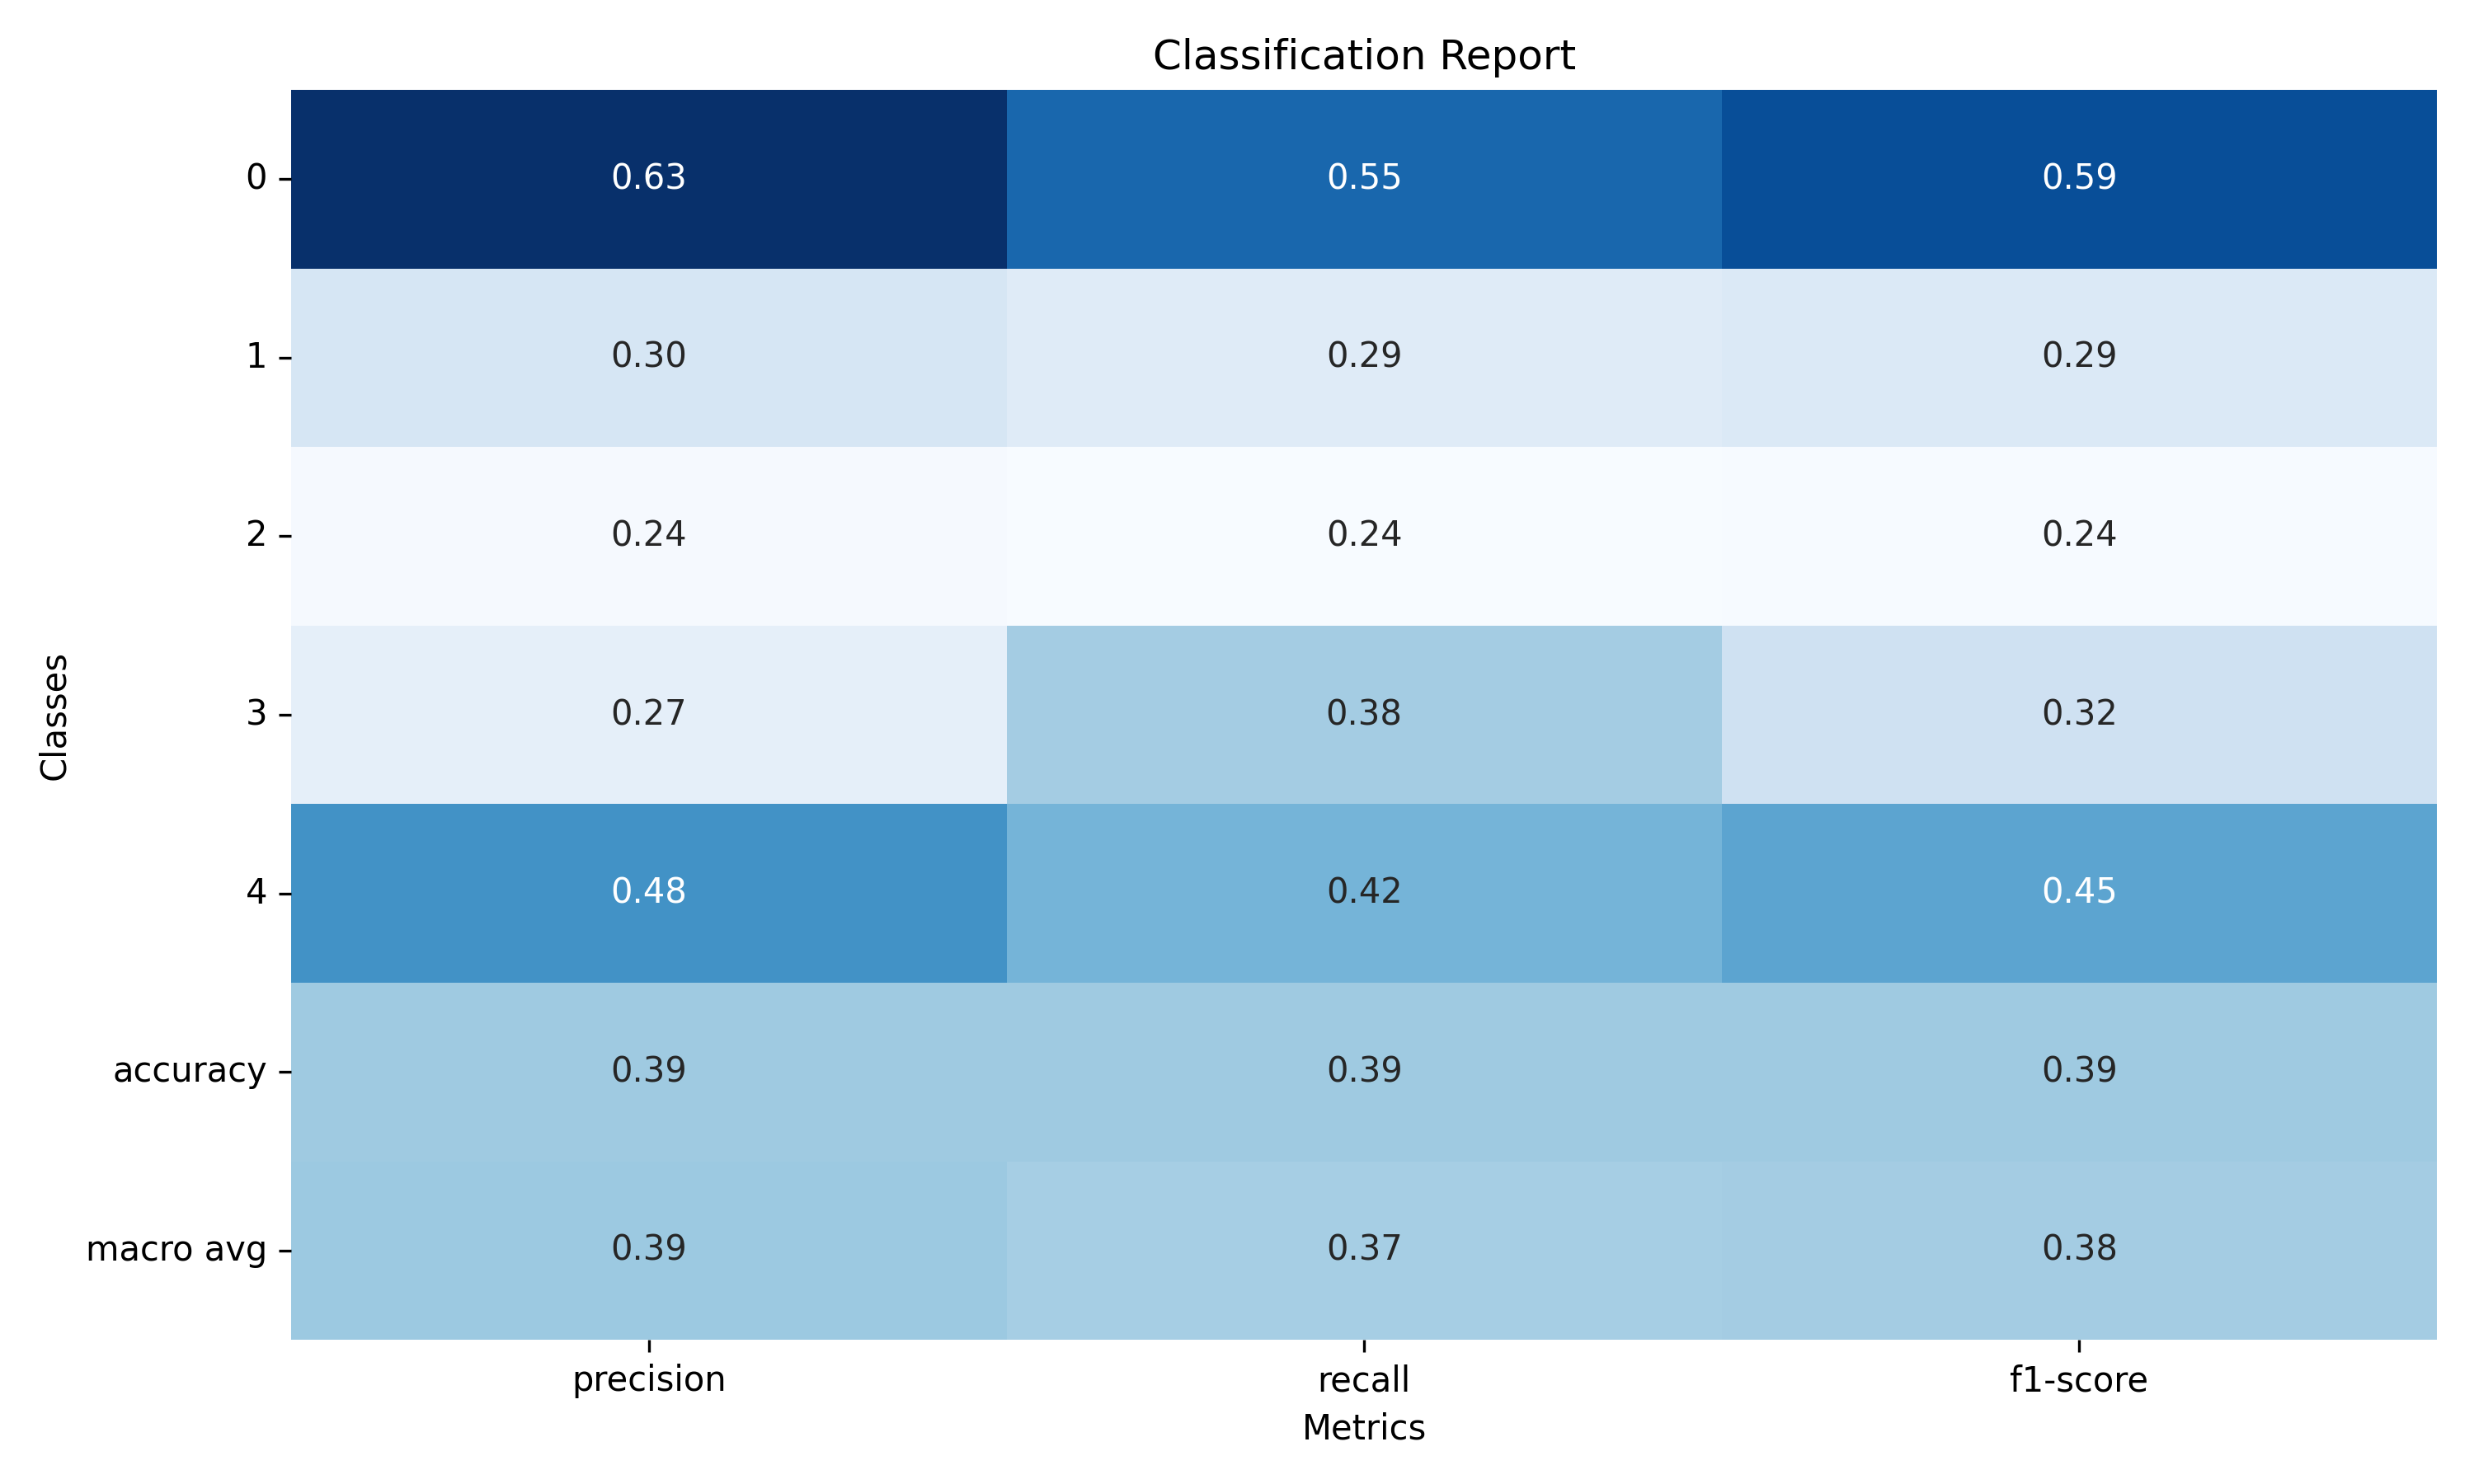 Classification Report
0 0.63 0.55 0.59
1 0.30 0.29 0.29
2 0.24 0.24 0.24
3 0.27 0.38 0.32
4 0.48 0.42 0.45
accuracy 0.39 0.39 0.39
macro avg 0.39 0.37 0.38
Classes
precision recall f1-score
Metrics